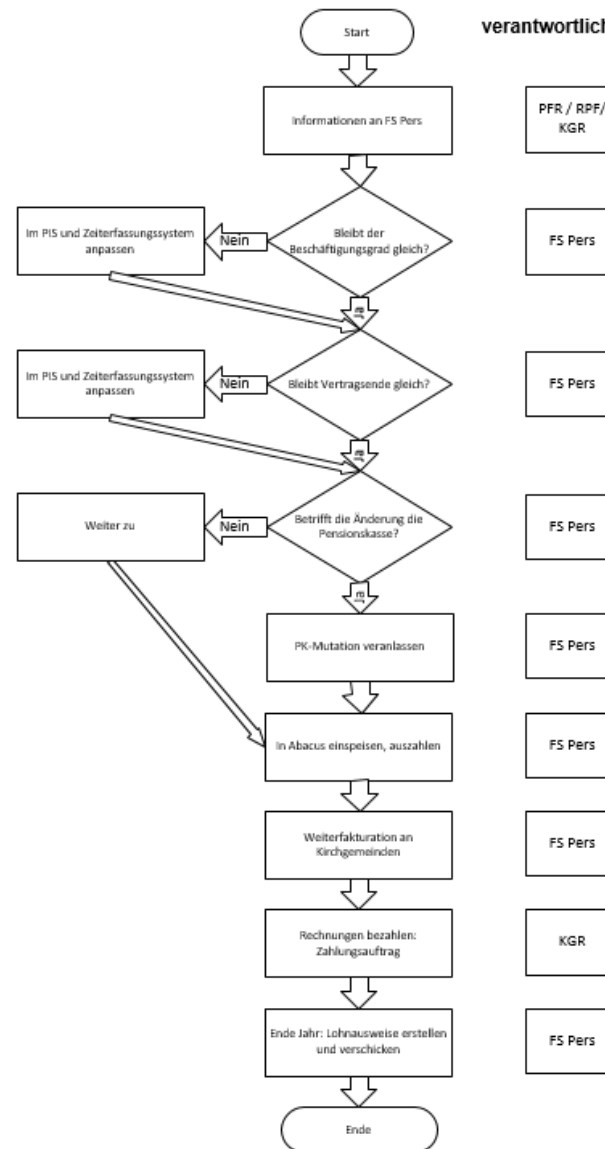 Start
verantwortlich
Informationen an FS Pers
PFR / RPF/
KGR
Im PIS und Zeiterfassungssystem
anpassen
Nein
Bleibt der
Beschäftigungsgrad gleich?
FS Pers
Ja
Im PIS und Zeiterfassungssystem
anpassen
Nein
Bleibt Vertragsende gleich?
FS Pers
Ja
Weiter zu
Nein
Betrifft die Änderung die
Pensionskasse?
FS Pers
Ja
PK-Mutation veranlassen
FS Pers
In Abacus einspeisen, auszahlen
FS Pers
Weiterfakturation an
Kirchgemeinden
FS Pers
Rechnungen bezahlen:
Zahlungsauftrag
KGR
Ende Jahr: Lohnausweise erstellen
und verschicken
FS Pers
Ende